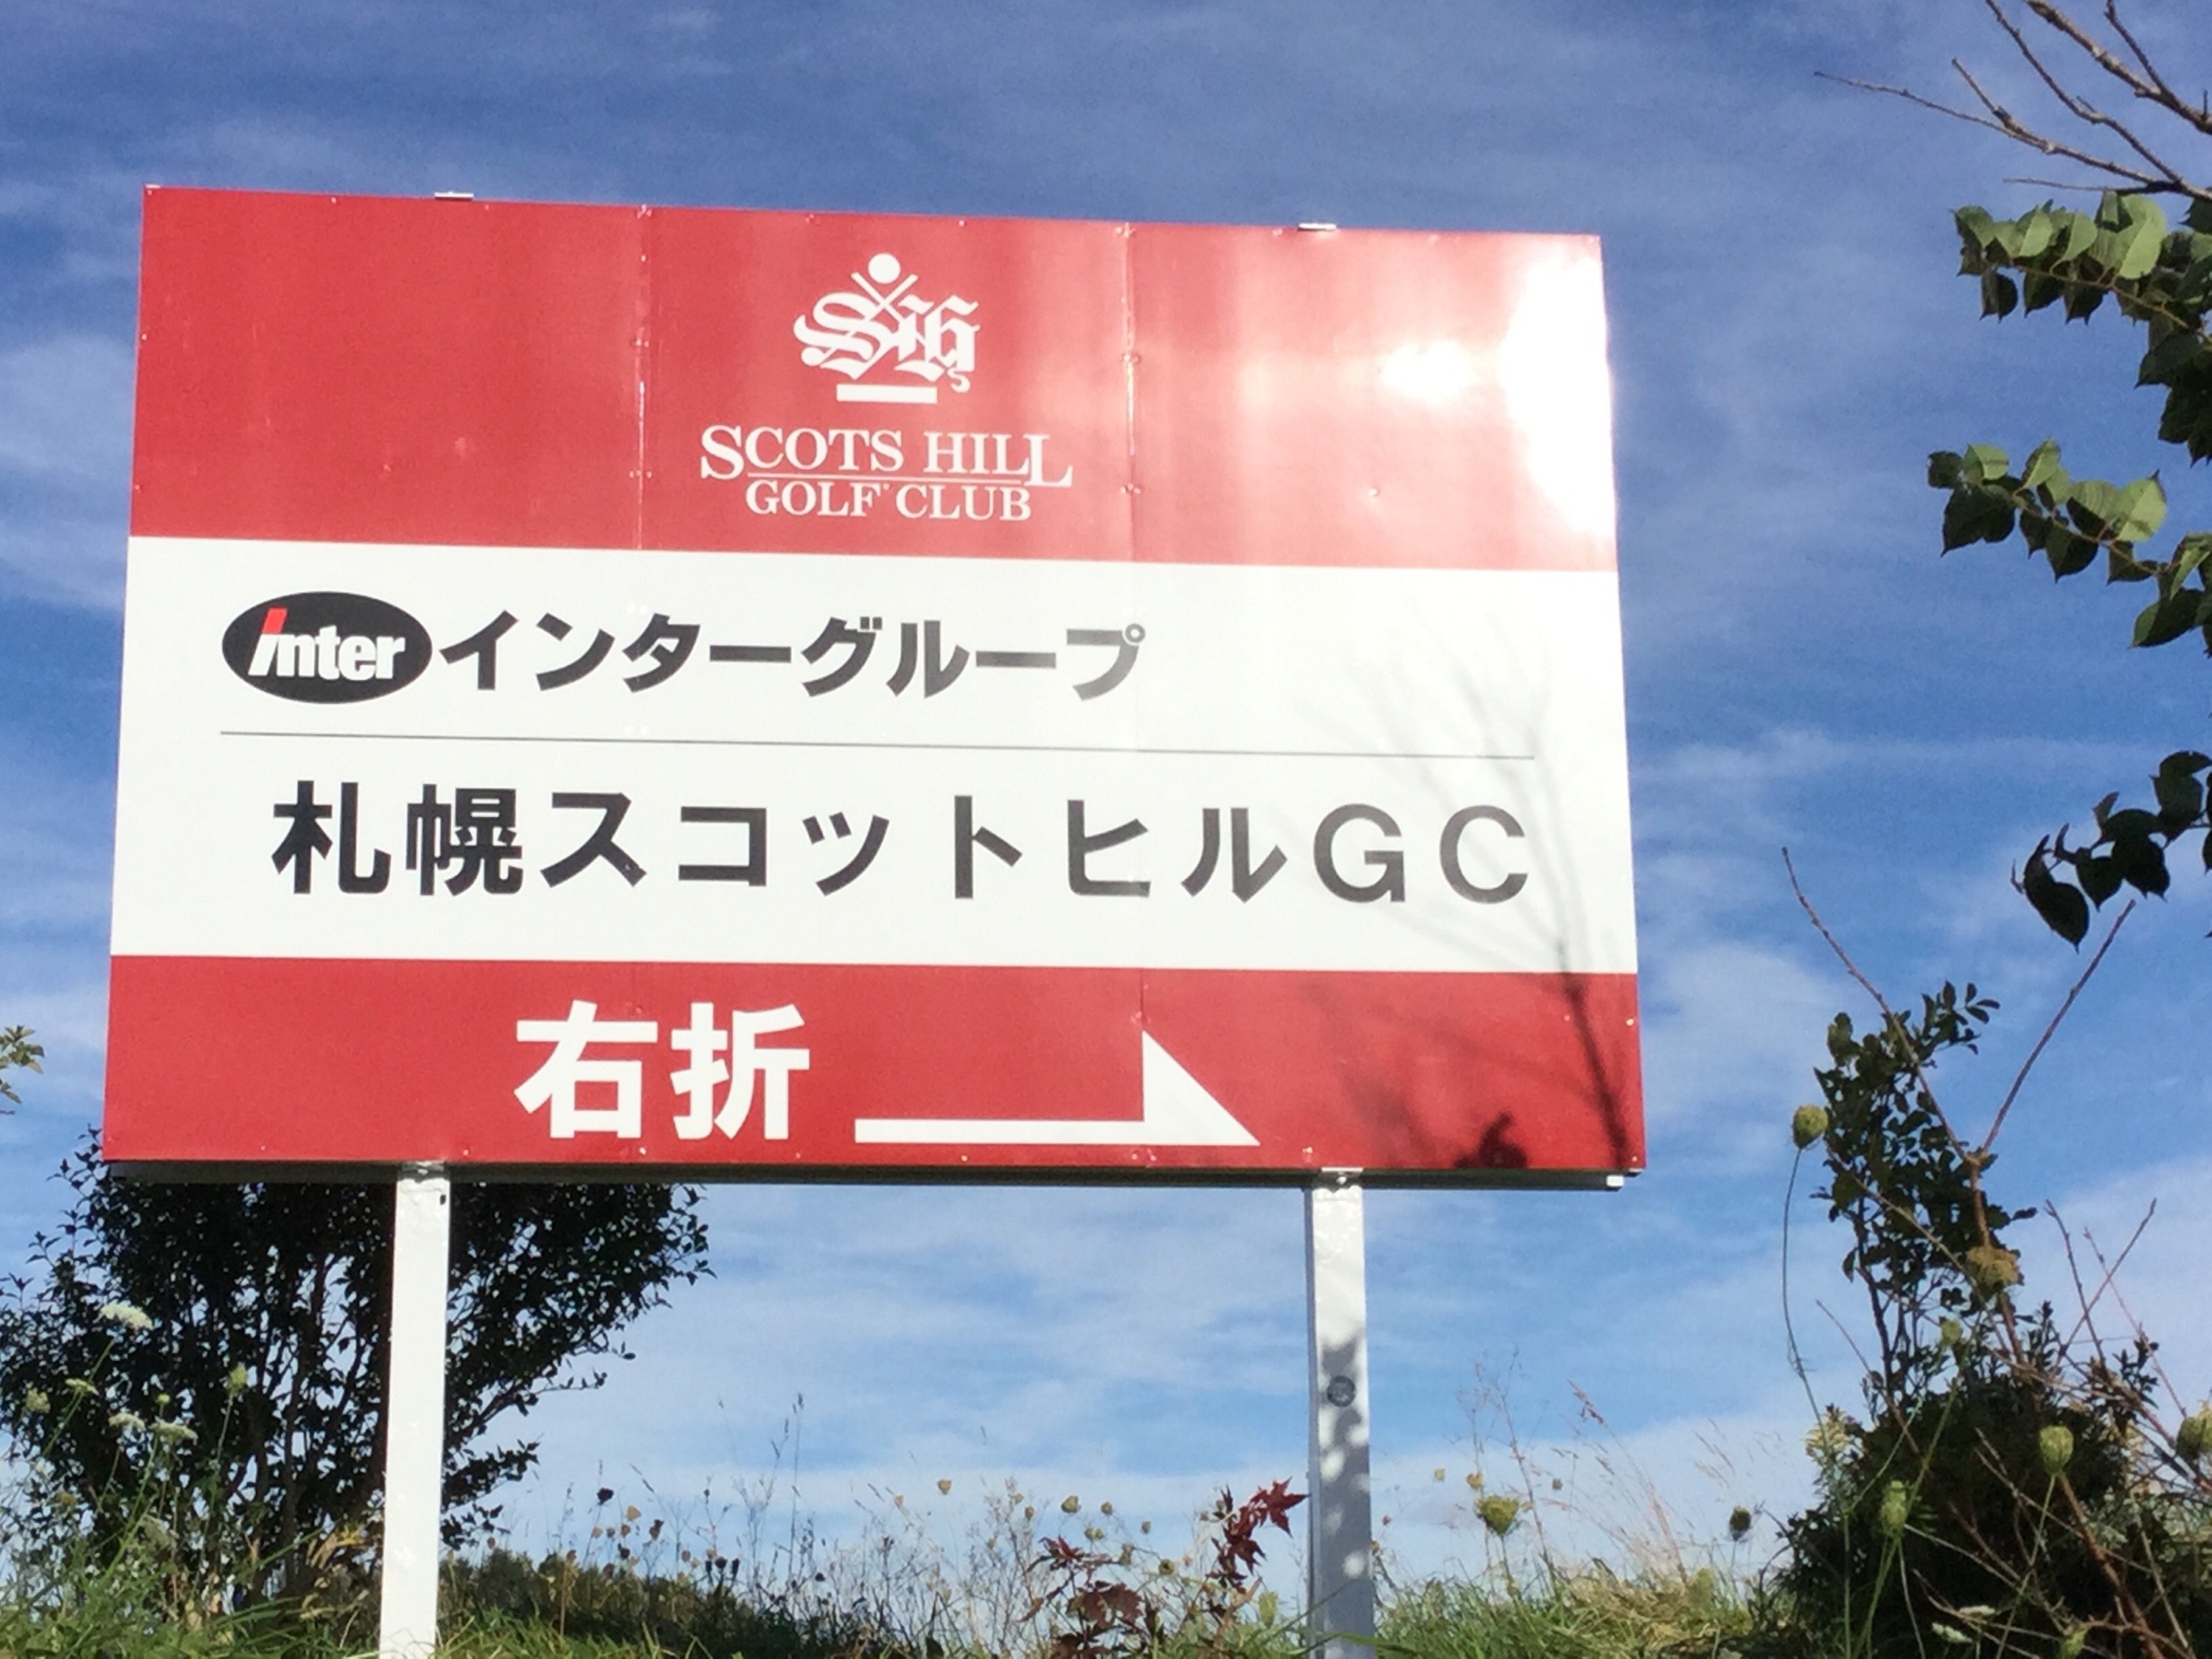 SHG
SCOTS HILL
GOLF CLUB
inter インターグループ
札幌スコットヒルGC
右折